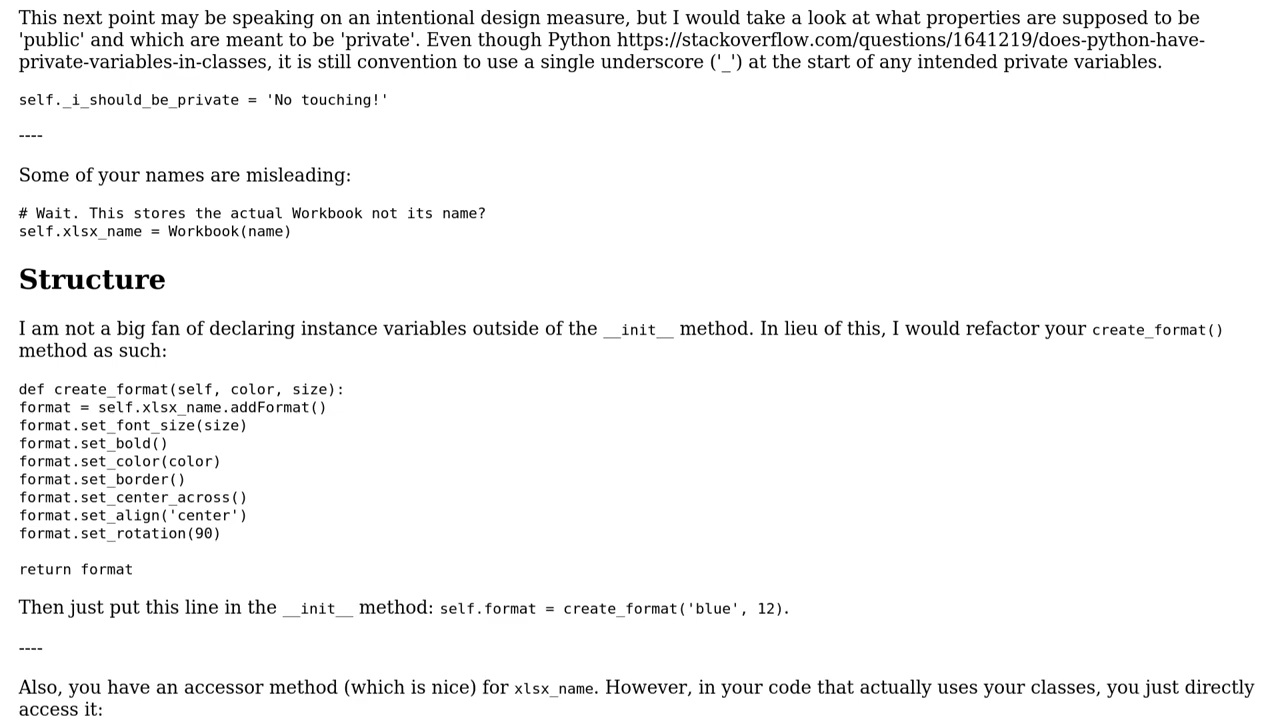 This next point may be speaking on an intentional design measure, but I would take a look at what properties are supposed to be
'public' and which are meant to be 'private'. Even though Python https://stackoverflow.com/questions/1641219/does-python-have-
private-variables-in-classes, it is still convention to use a single underscore ('_') at the start of any intended private variables.
self._i_should_be_private = 'No touching!'
----
Some of your names are misleading:
# Wait. This stores the actual Workbook not its name?
self.xlsx_name = Workbook(name)
Structure
I am not a big fan of declaring instance variables outside of the __init__ method. In lieu of this, I would refactor your create_format()
method as such:
def create_format(self, color, size):
format = self.xlsx_name.addFormat()
format.set_font_size(size)
format.set_bold()
format.set_color(color)
format.set_border()
format.set_center_across()
format.set_align('center')
format.set_rotation(90)
return format
Then just put this line in the __init__ method: self.format = create_format('blue', 12).
----
Also, you have an accessor method (which is nice) for xlsx_name. However, in your code that actually uses your classes, you just directly
access it: